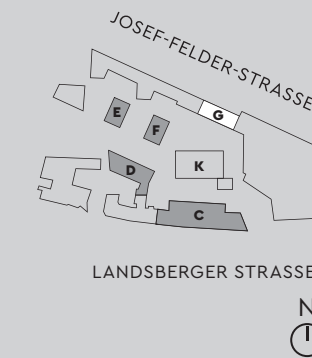 JOSEF-FELDER-STRASSE
E
F
G
D
K
C
LANDSBERGER STRASSE
N